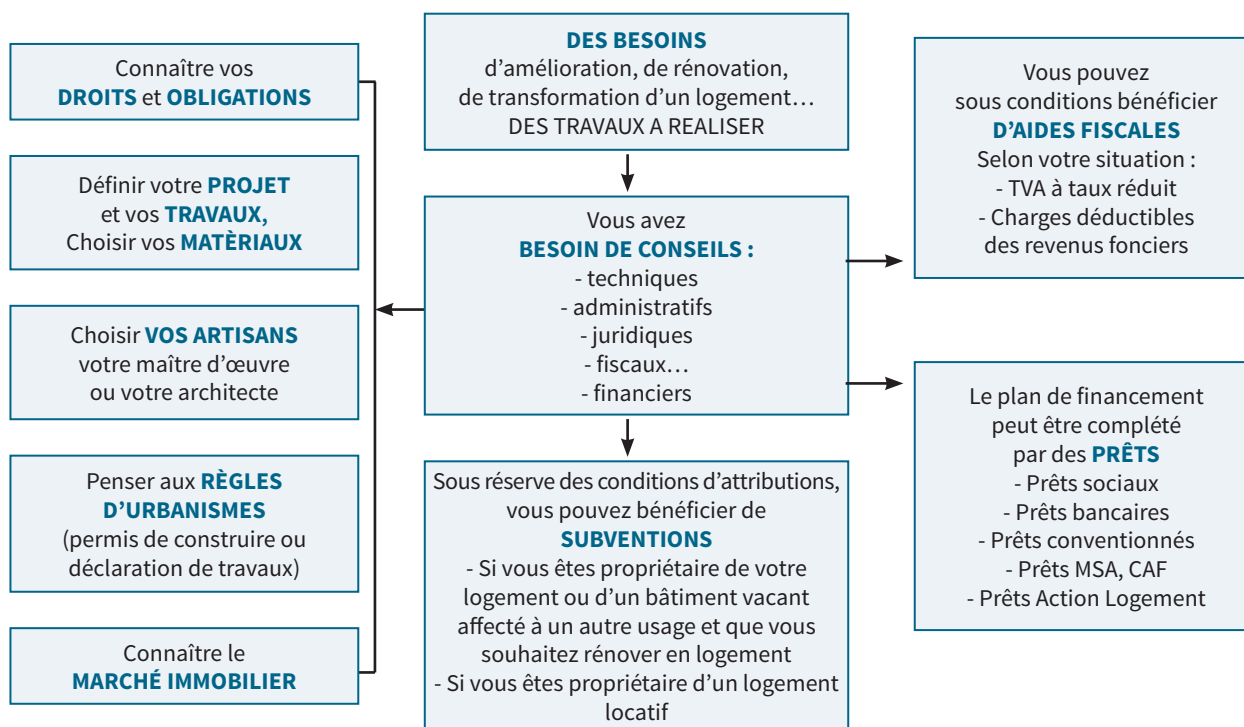 Connaître vos
DROITS et OBLIGATIONS
Définir votre PROJET
et vos TRAVAUX,
Choisir vos MATÈRIAUX
Choisir VOS ARTISANS
votre maître d’œuvre
ou votre architecte
Penser aux RÈGLES
D’URBANISMES
(permis de construire ou
déclaration de travaux)
Connaître le
MARCHÉ IMMOBILIER
DES BESOINS
d’amélioration, de rénovation,
de transformation d’un logement…
DES TRAVAUX A REALISER
Vous avez
BESOIN DE CONSEILS :
- techniques
- administratifs
- juridiques
- fiscaux…
- financiers
Sous réserve des conditions d’attributions,
vous pouvez bénéficier de
SUBVENTIONS
- Si vous êtes propriétaire de votre
logement ou d’un bâtiment vacant
affecté à un autre usage et que vous
souhaitez rénover en logement
- Si vous êtes propriétaire d’un logement
locatif
Vous pouvez
sous conditions bénéficier
D’AIDES FISCALES
Selon votre situation :
- TVA à taux réduit
- Charges déductibles
des revenus fonciers
Le plan de financement
peut être complété
par des PRÊTS
- Prêts sociaux
- Prêts bancaires
- Prêts conventionnés
- Prêts MSA, CAF
- Prêts Action Logement